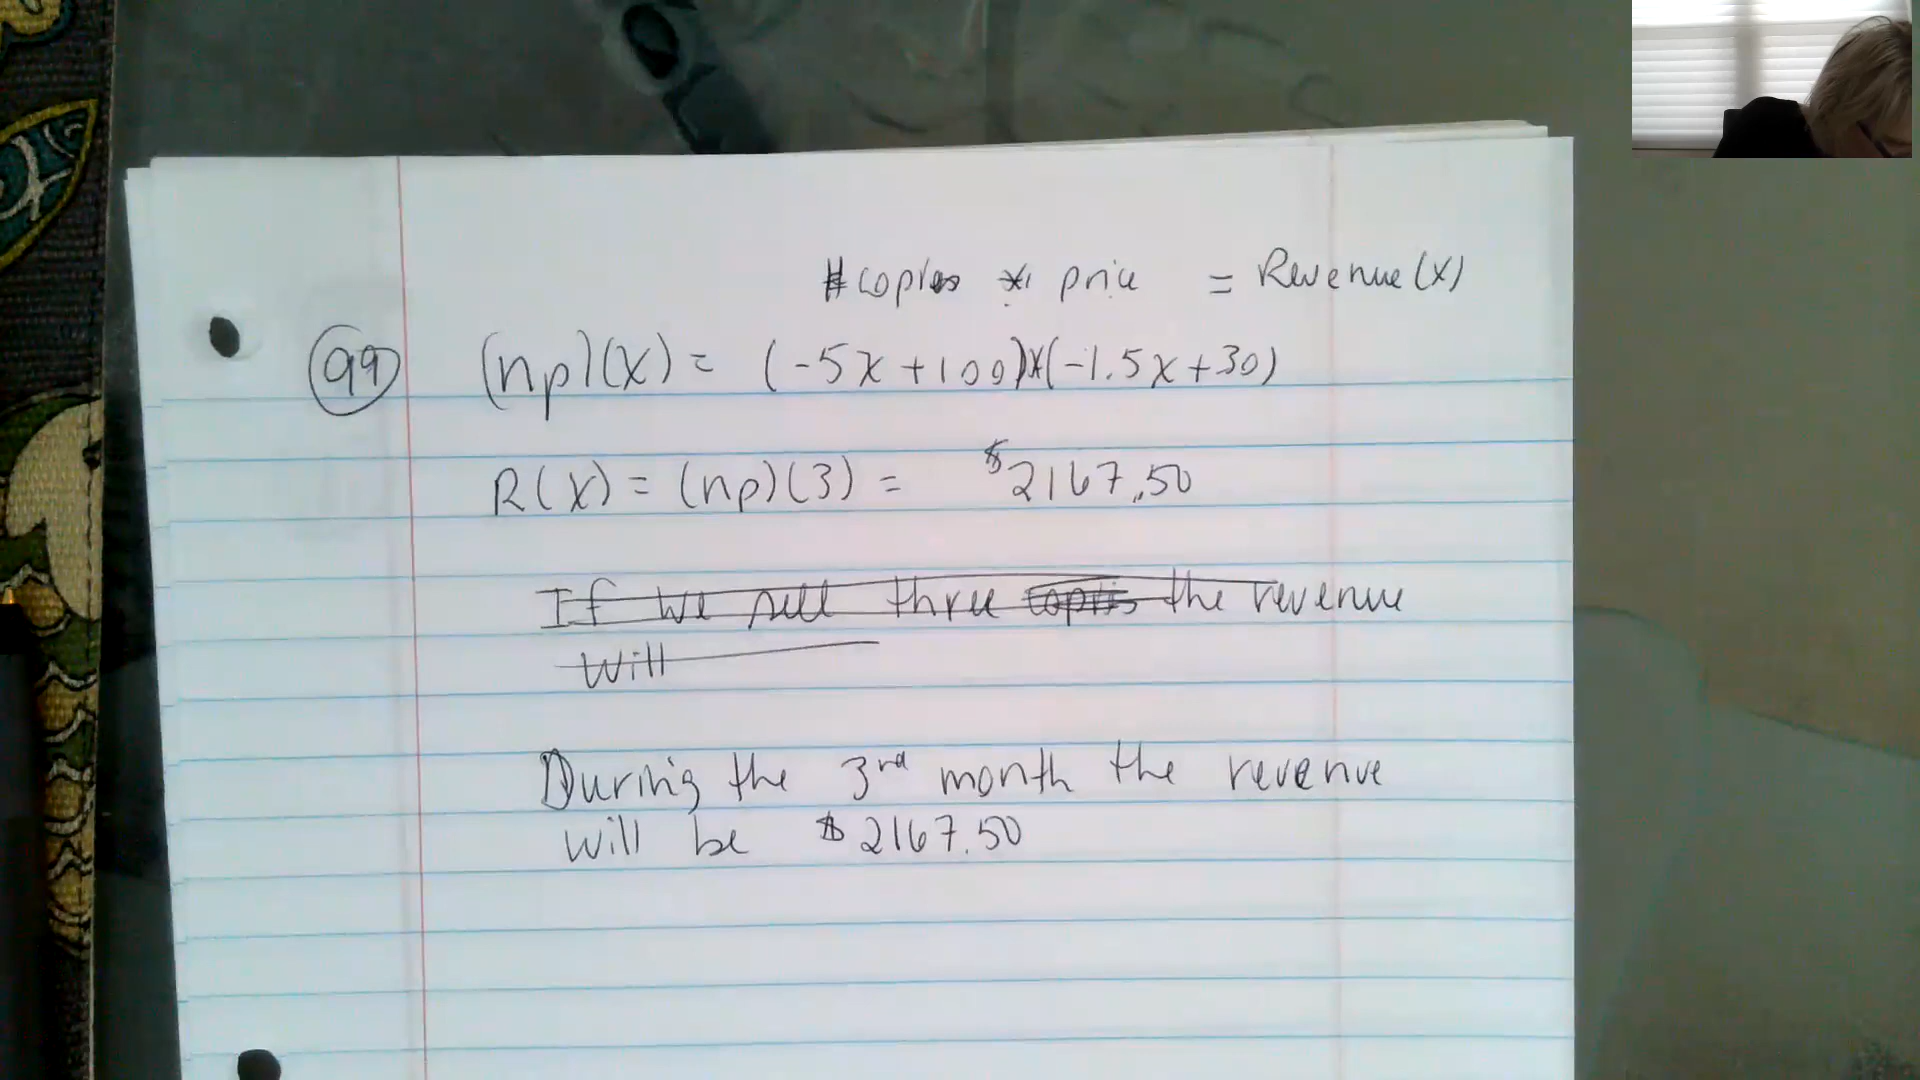 #copies * price = Revenue(x)
99 (np)(x) = (-5x+100)*(-1.5x+30)
R(x) = (np)(3) = $2167.50
If we sell three copies the revenue
will
During the 3rd month the revenue
will be $2167.50